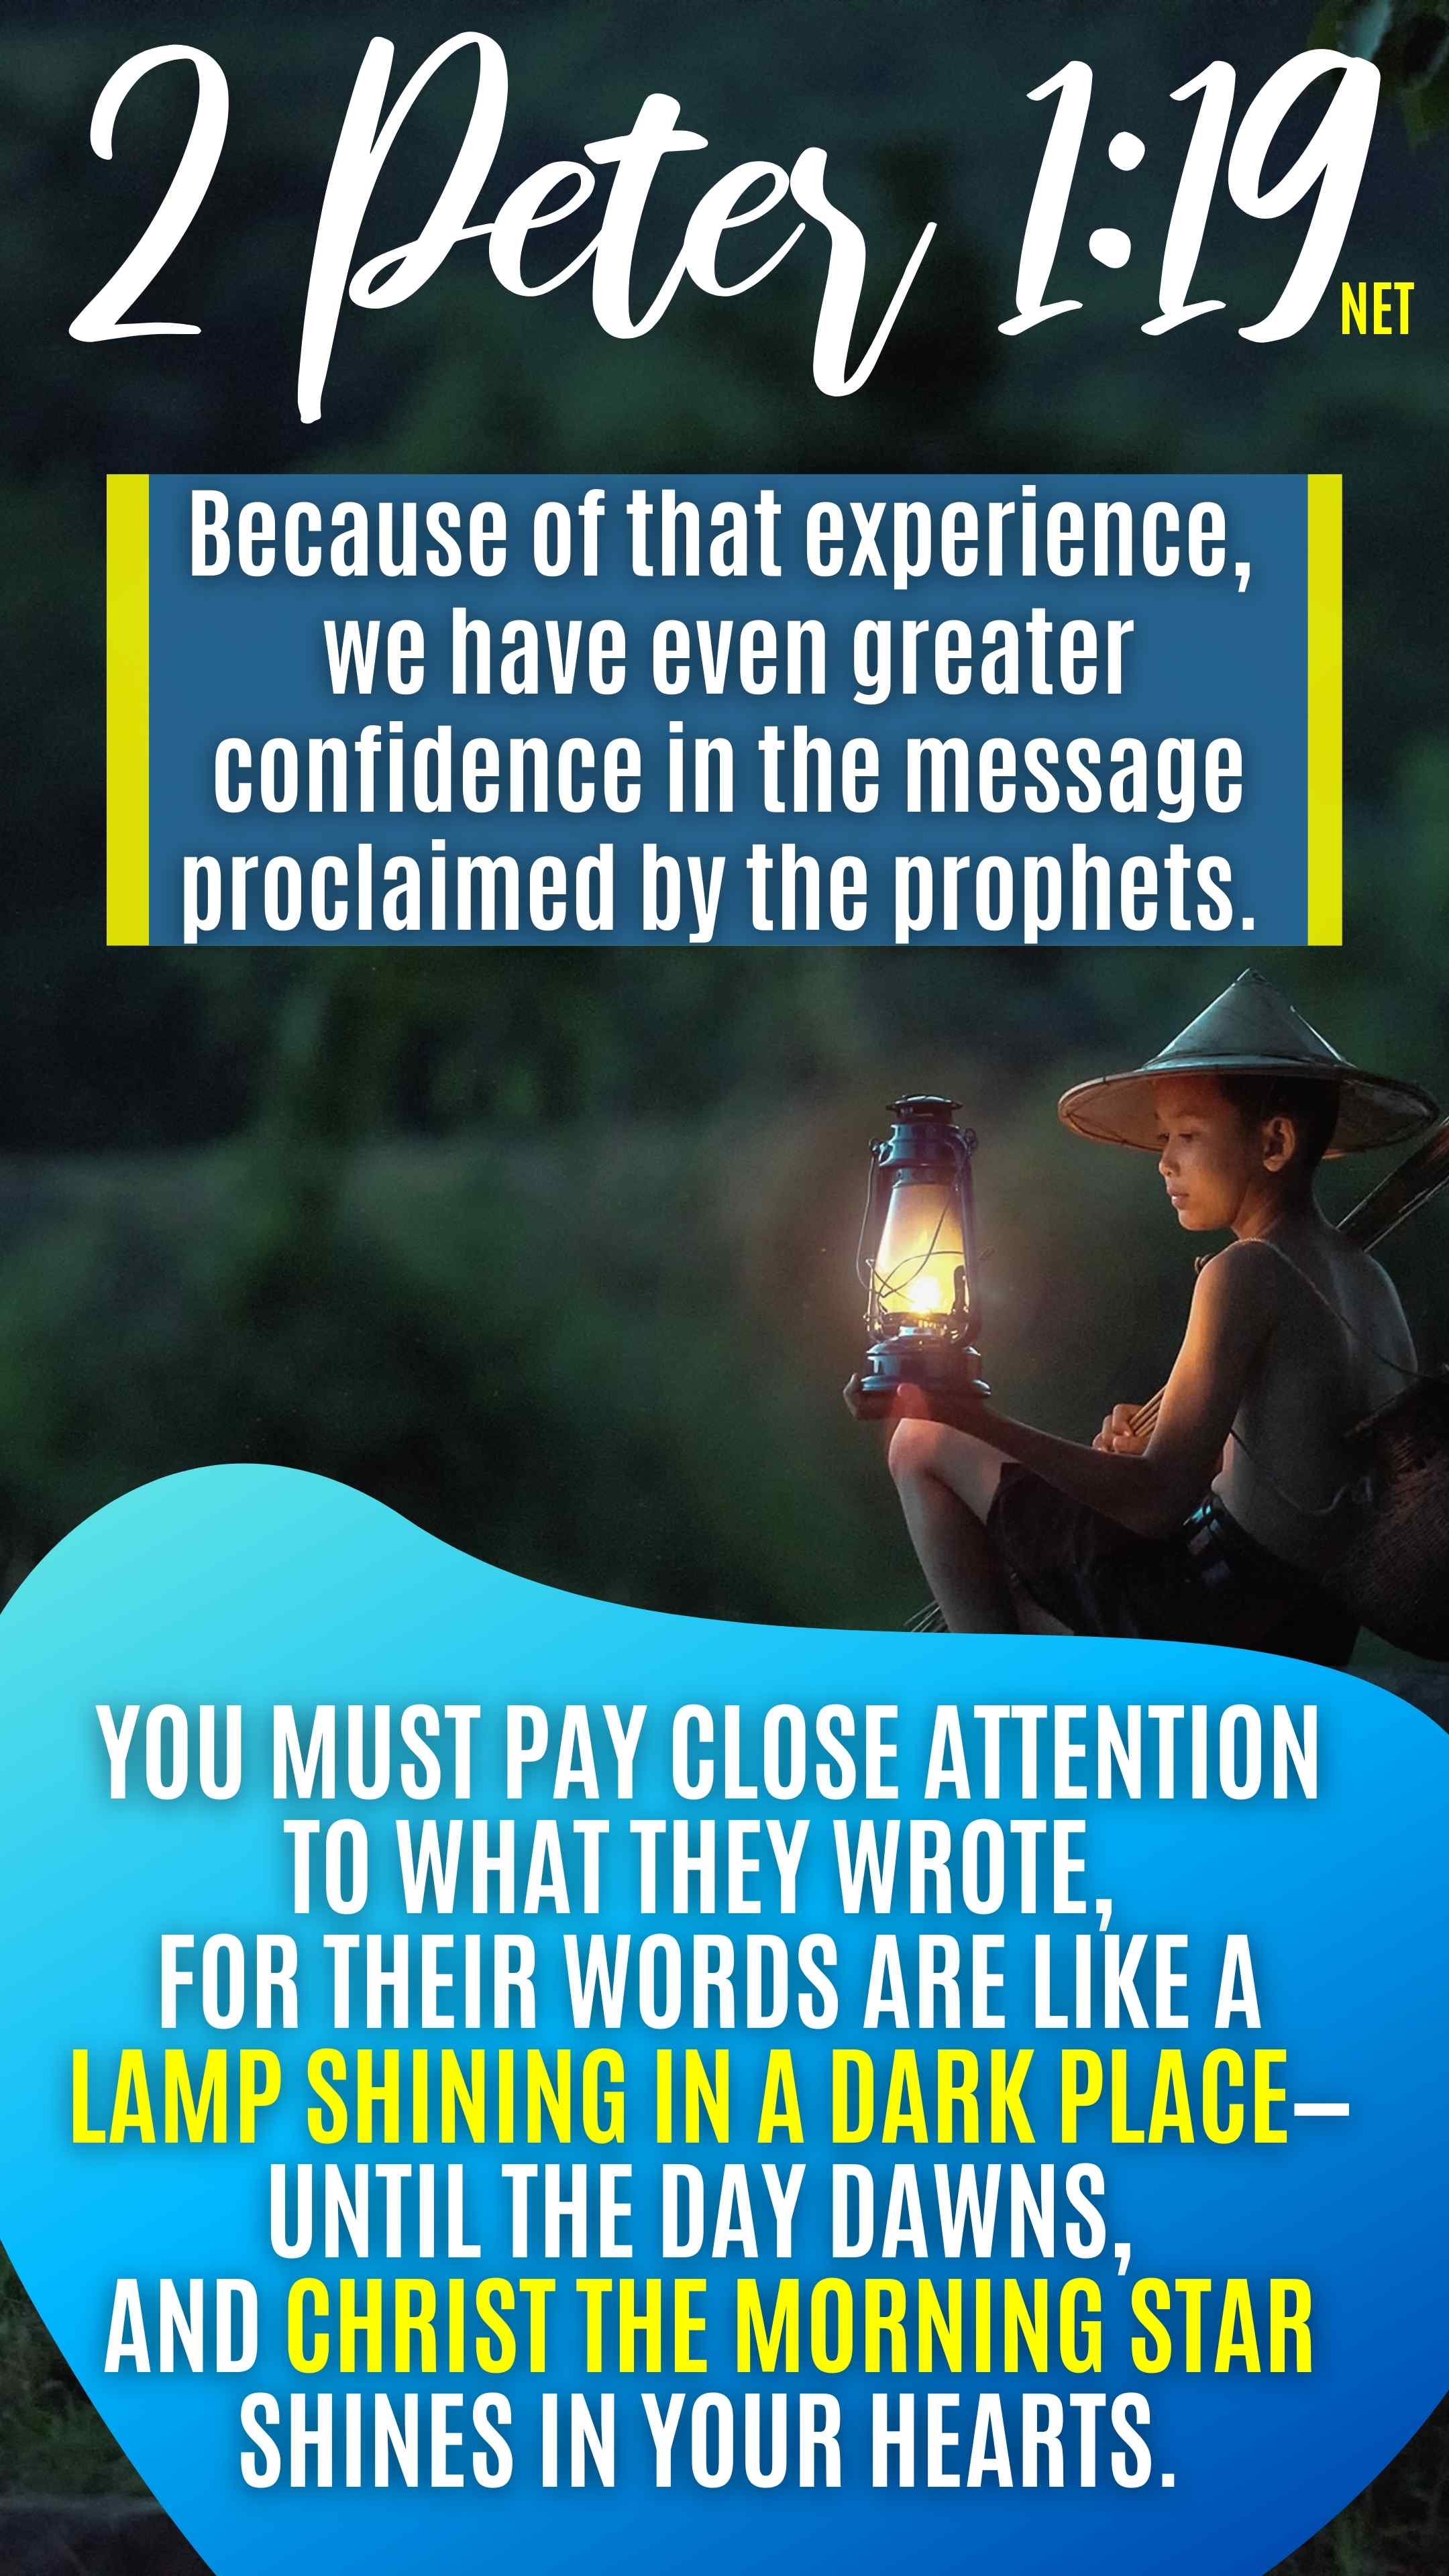 2 Peter 1:19
NET
Because of that experience,
we have even greater
confidence in the message
proclaimed by the prophets.
YOU MUST PAY CLOSE ATTENTION
TO WHAT THEY WROTE,
FOR THEIR WORDS ARE LIKE A
LAMP SHINING IN A DARK PLACE—
UNTIL THE DAY DAWNS,
AND CHRIST THE MORNING STAR
SHINES IN YOUR HEARTS.